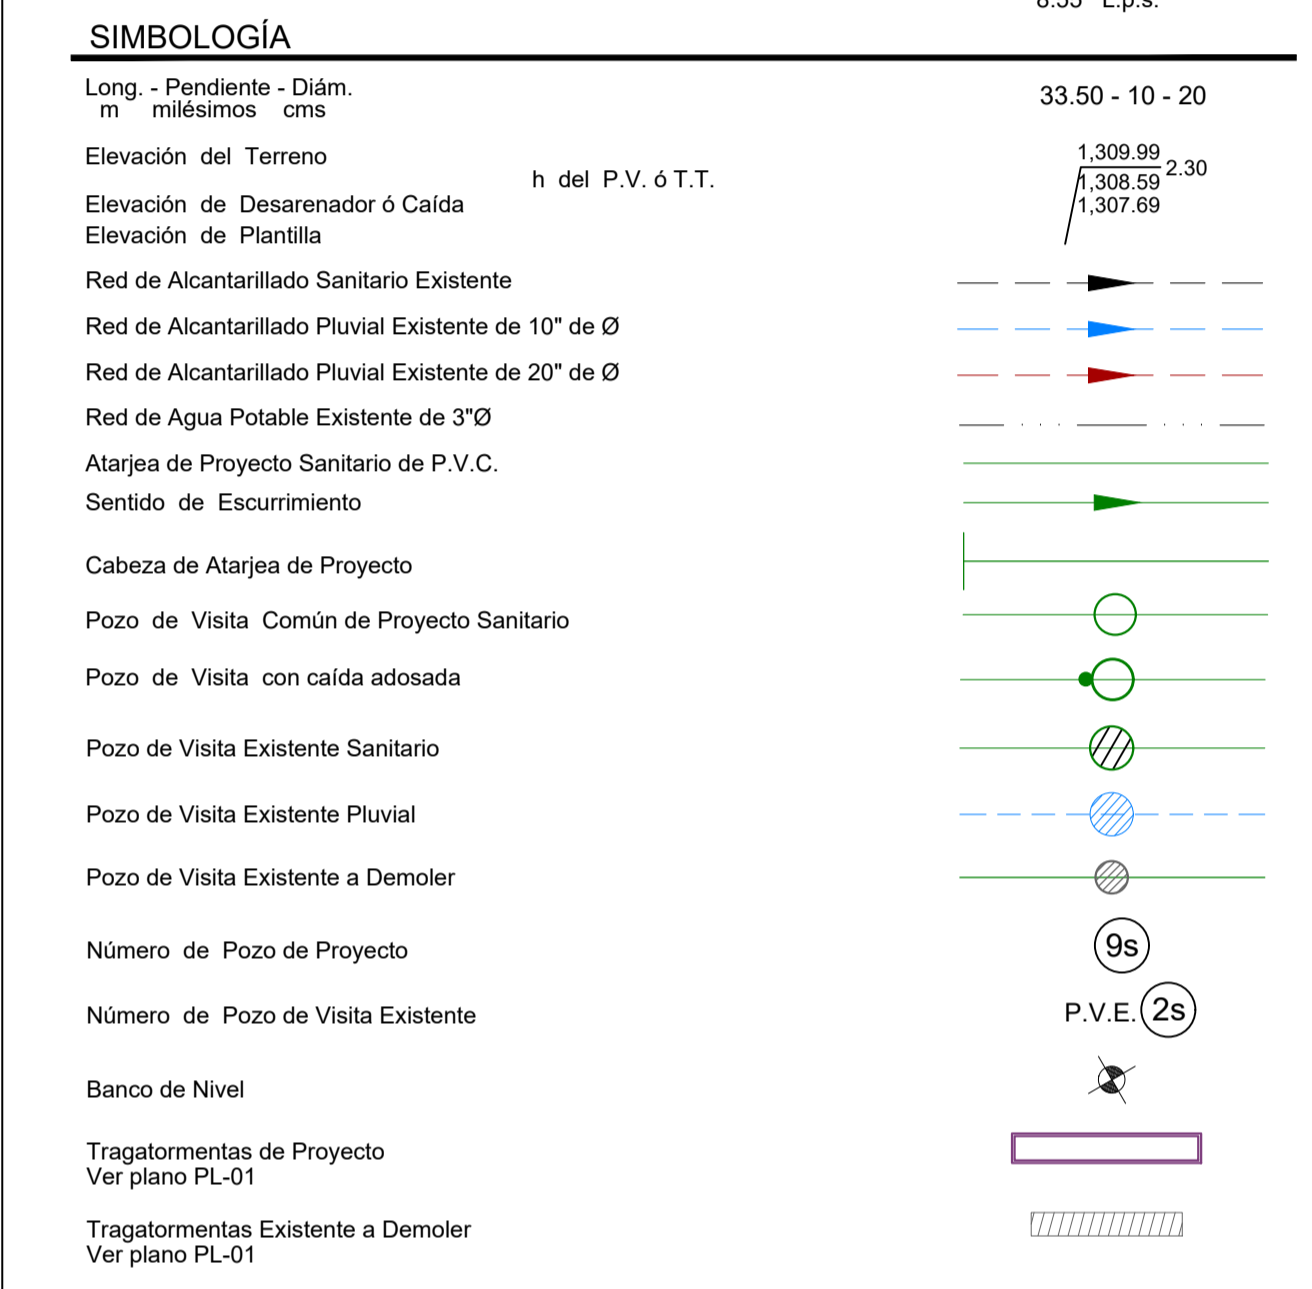 SIMBOLOGÍA
Long. - Pendiente - Diám.
m milésimos cms
33.50 - 10 - 20
Elevación del Terreno
h del P.V. ó T.T.
Elevación de Desarenador ó Caída
Elevación de Plantilla
1,309.99
2.30
1,308.59
1,307.69
Red de Alcantarillado Sanitario Existente
Red de Alcantarillado Pluvial Existente de 10" de Ø
Red de Alcantarillado Pluvial Existente de 20" de Ø
Red de Agua Potable Existente de 3"Ø
Atarjea de Proyecto Sanitario de P.V.C.
Sentido de Escurrimiento
Cabeza de Atarjea de Proyecto
Pozo de Visita Común de Proyecto Sanitario
Pozo de Visita con caída adosada
Pozo de Visita Existente Sanitario
Pozo de Visita Existente Pluvial
Pozo de Visita Existente a Demoler
Número de Pozo de Proyecto
9s
Número de Pozo de Visita Existente
P.V.E. 2s
Banco de Nivel
Tragatormentas de Proyecto
Ver plano PL-01
Tragatormentas Existente a Demoler
Ver plano PL-01